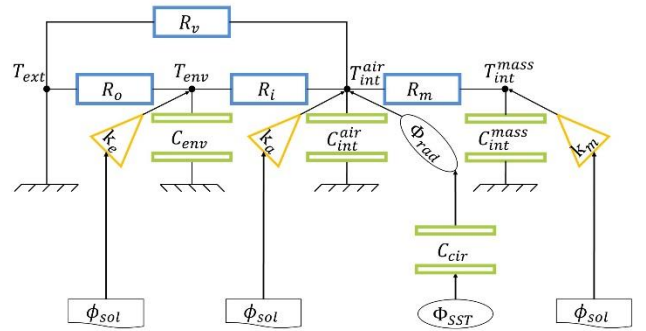 R_v
T_ext
T_env
T_int^air
T_int^mass
R_o
R_i
R_m
k_e
C_env
k_a
C_int^air
Φ_rad
C_int^mass
k_m
C_cir
ϕ_sol
ϕ_sol
Φ_SST
ϕ_sol